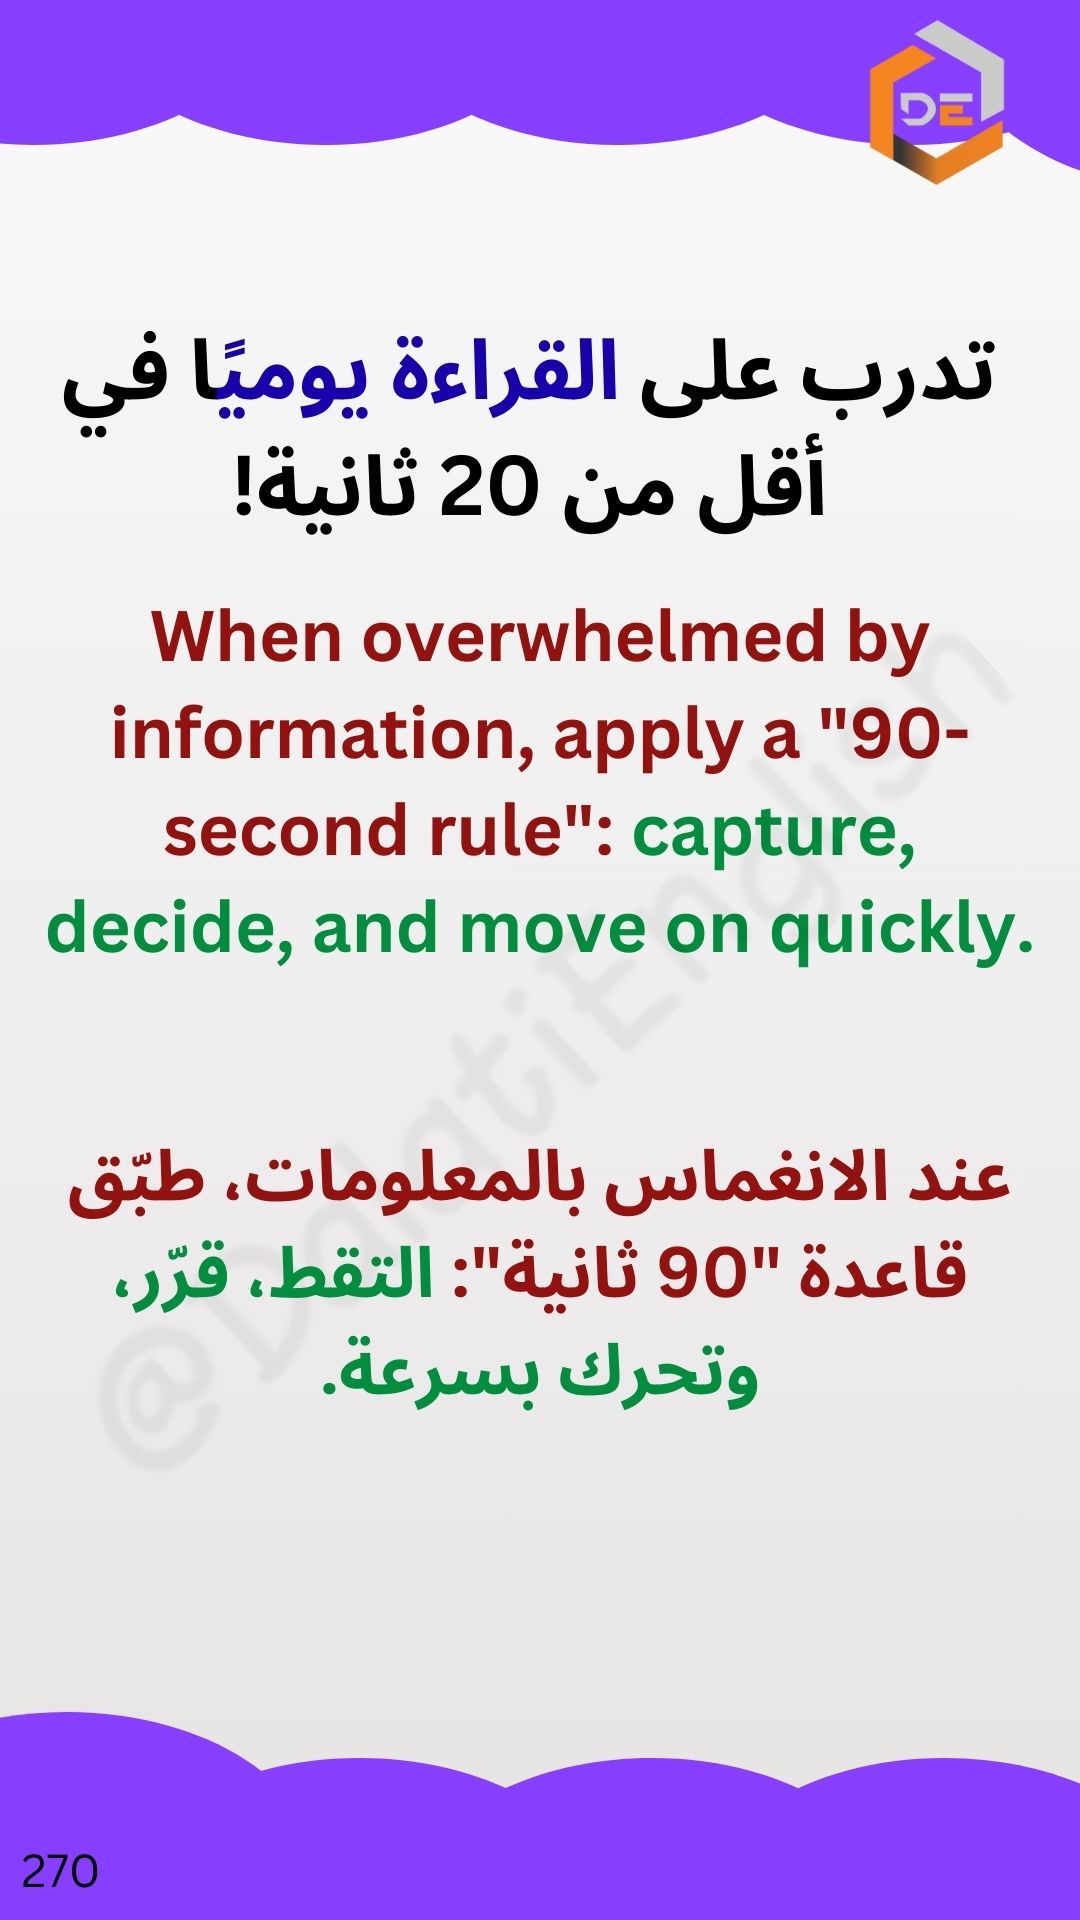 DE
تدرب على القراءة يوميًا في
أقل من 20 ثانية!
When overwhelmed by
information, apply a "90-
second rule": capture,
decide, and move on quickly.
عند الانغماس بالمعلومات، طبّق
قاعدة "90 ثانية": التقط، قرّر،
وتحرك بسرعة.
@DdatiEnglish
270